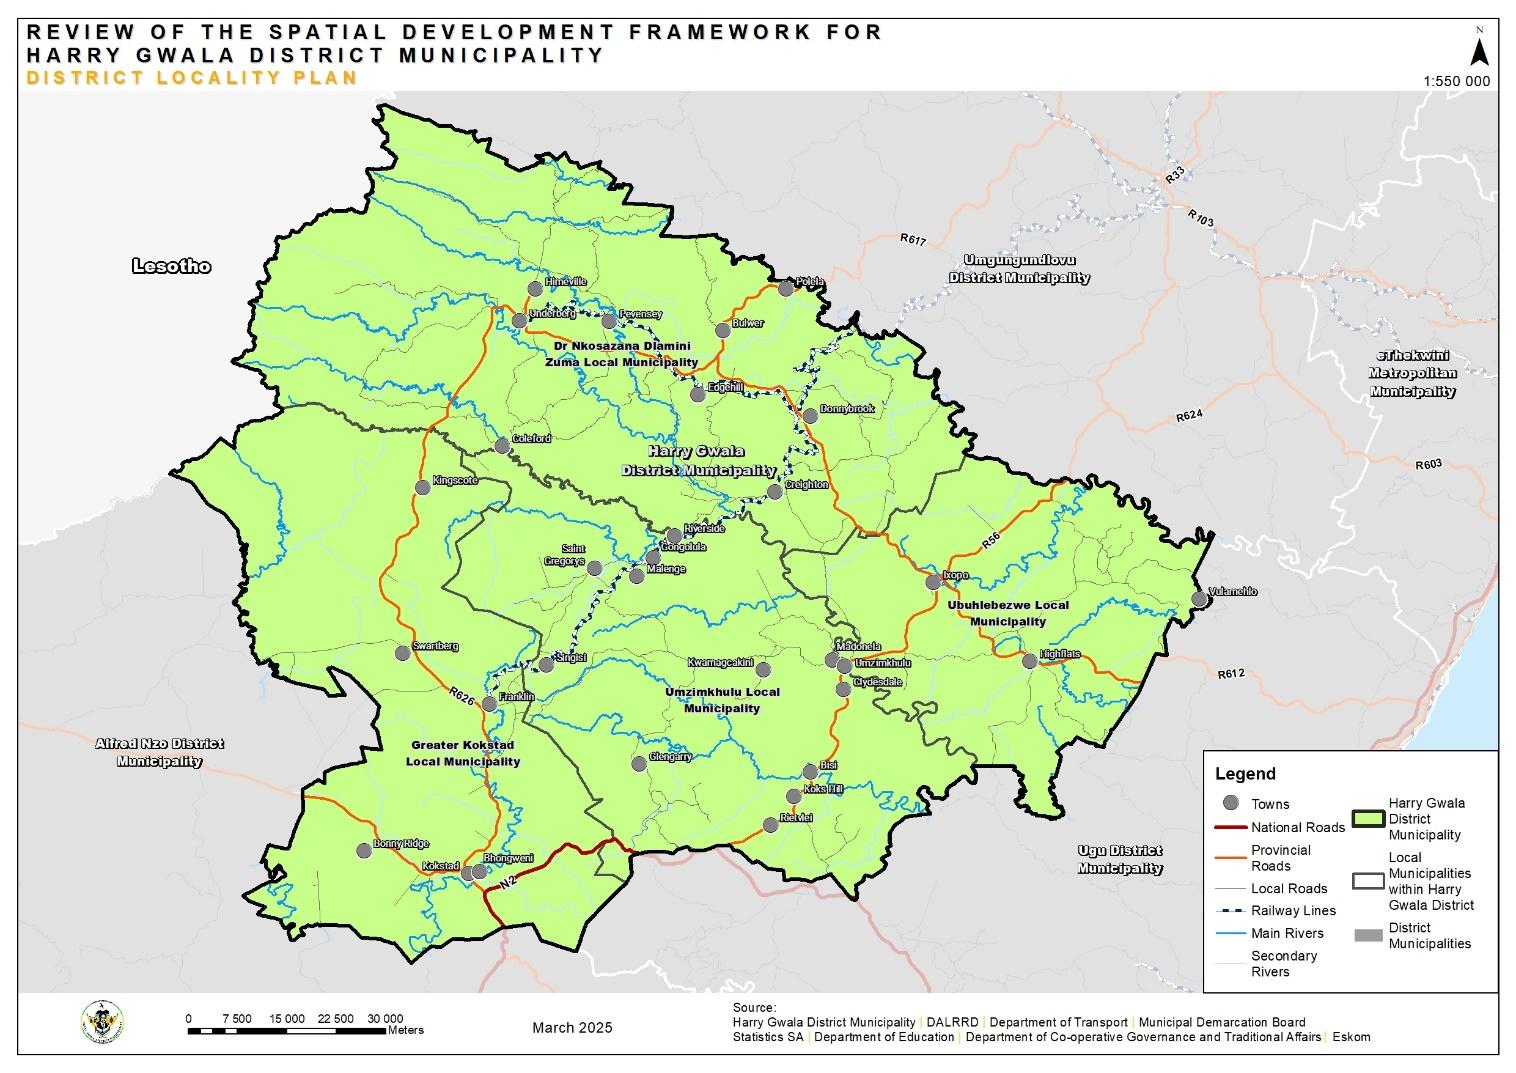 REVIEW OF THE SPATIAL DEVELOPMENT FRAMEWORK FOR
HARRY GWALA DISTRICT MUNICIPALITY
DISTRICT LOCALITY PLAN
N
1:550 000
R33
R103
R617
Lesotho
Umgungundlovu
District Municipality
Himeville
Polela
Underberg
Pevensey
Bulwer
Dr Nkosazana Dlamini
Zuma Local Municipality
eThekwini
Metropolitan
Municipality
Edgehill
Donnybrook
R624
Coleford
Harry Gwala
District Municipality
R603
Kingscote
Creighton
Riverside
Gongolula
Saint
Gregorys
Malenge
R56
Ixopo
Vulamehlo
Ubuhlebezwe Local
Municipality
Swartberg
Singisi
Kwamagcakini
Madonela
Umzimkhulu
Highflats
Clydesdale
R612
R626
Franklin
Umzimkhulu Local
Municipality
Alfred Nzo District
Municipality
Greater Kokstad
Local Municipality
Glengarry
Bisi
Koks Hill
Rietvlei
Bonny Ridge
Kokstad
Bhongweni
N2
Ugu District
Municipality
Legend
Towns
National Roads
Provincial
Roads
Local Roads
Railway Lines
Main Rivers
Secondary
Rivers
Harry Gwala
District
Municipality
Local
Municipalities
within Harry
Gwala District
District
Municipalities
0 7 500 15 000 22 500 30 000
Meters
March 2025
Source:
Harry Gwala District Municipality | DALRRD | Department of Transport | Municipal Demarcation Board
Statistics SA | Department of Education | Department of Co-operative Governance and Traditional Affairs | Eskom